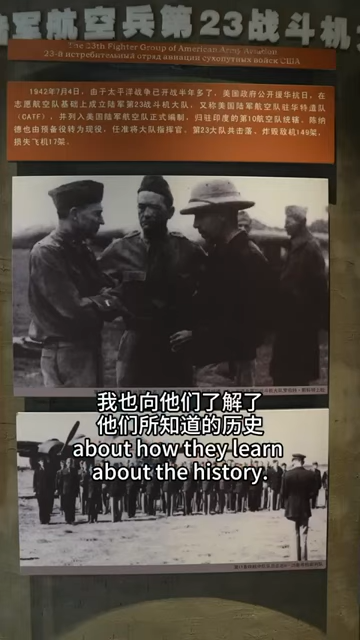 陆军航空兵第23战斗机大
The 23th Fighter Group of American Army Aviation
23-й истребительный отряд авиации сухопутных войск США
1942年7月4日，由于太平洋战争已开战半年多了，美国政府公开援华抗日，在
志愿航空队基础上成立陆军第23战斗机大队，又称美国陆军航空队驻华特遣队
（CATF），并列入美国陆军航空队正式编制，归驻印度的第10航空队统辖，陈纳
德也由预备役转为现役，任准将大队指挥官，第23大队共击落、炸毁敌机149架，
损失飞机17架。
我也向他们了解了
他们所知道的历史
about how they learn
about the history.